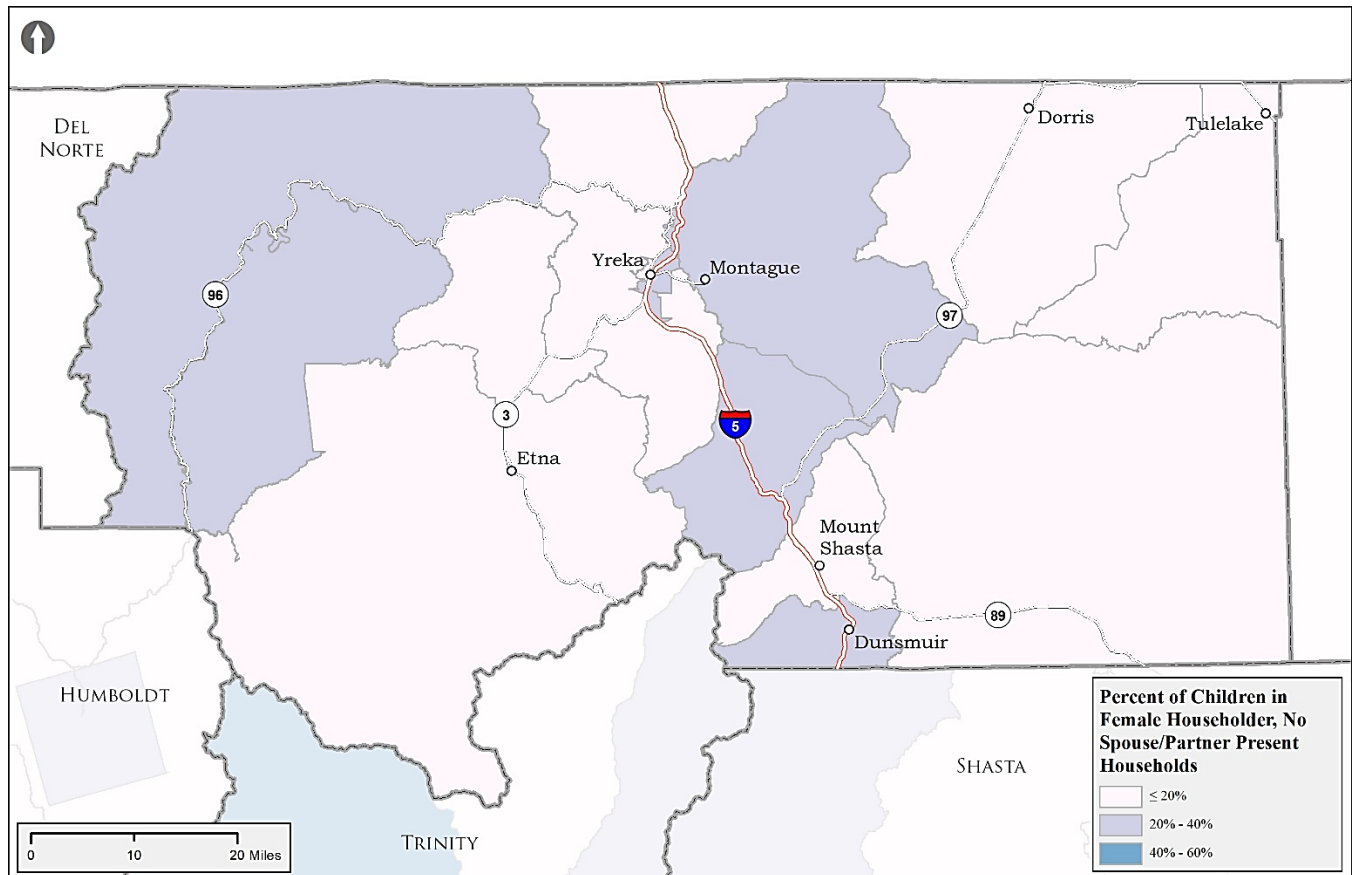 DEL
NORTE
Dorris
Tulelake
Yreka
Montague
96
97
3
5
Etna
Mount
Shasta
89
Dunsmuir
HUMBOLDT
SHASTA
TRINITY
Percent of Children in
Female Householder, No
Spouse/Partner Present
Households
≤ 20%
20% - 40%
40% - 60%
0 10 20 Miles